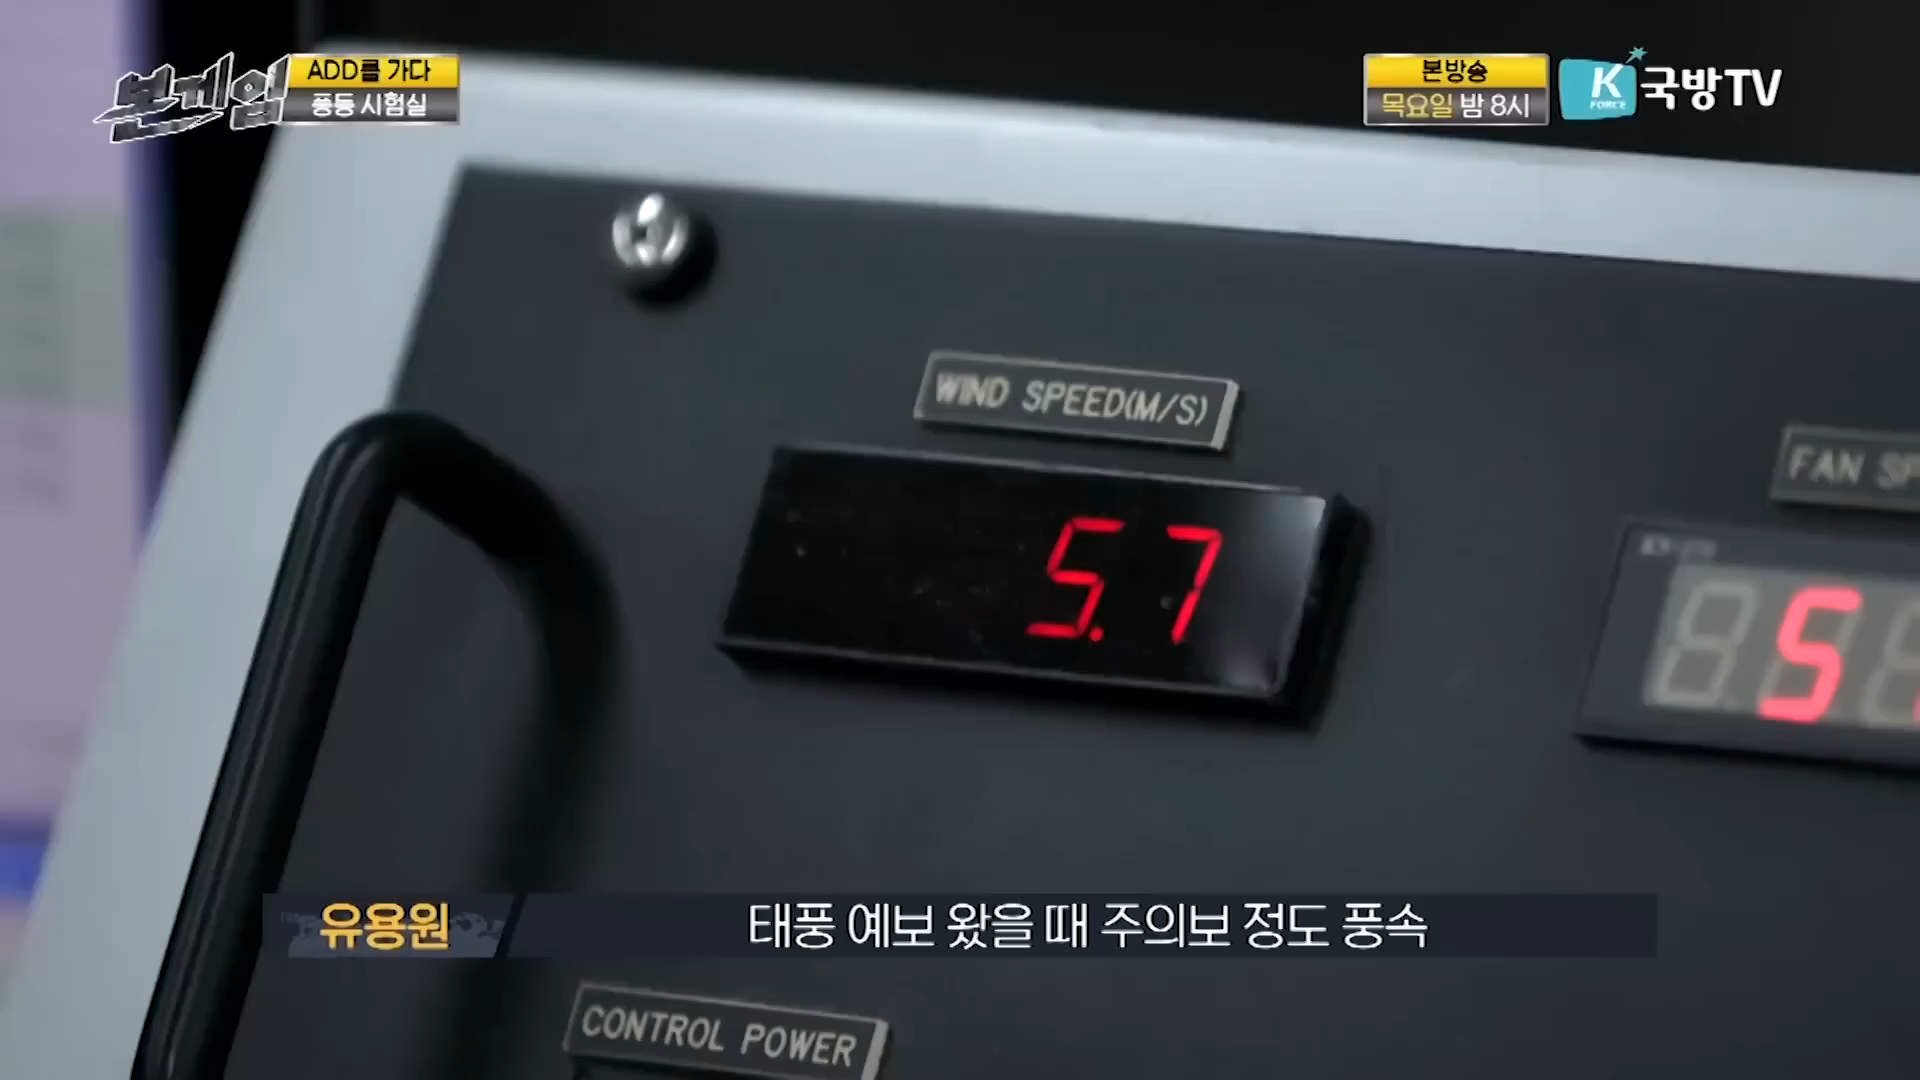 본게임
ADD를 가다
풍동 시험실
본방송
목요일 밤 8시
K FORCE
국방TV
WIND SPEED(M/S)
5.7
FAN
5
유용원
태풍 예보 왔을 때 주의보 정도 풍속
CONTROL POWER